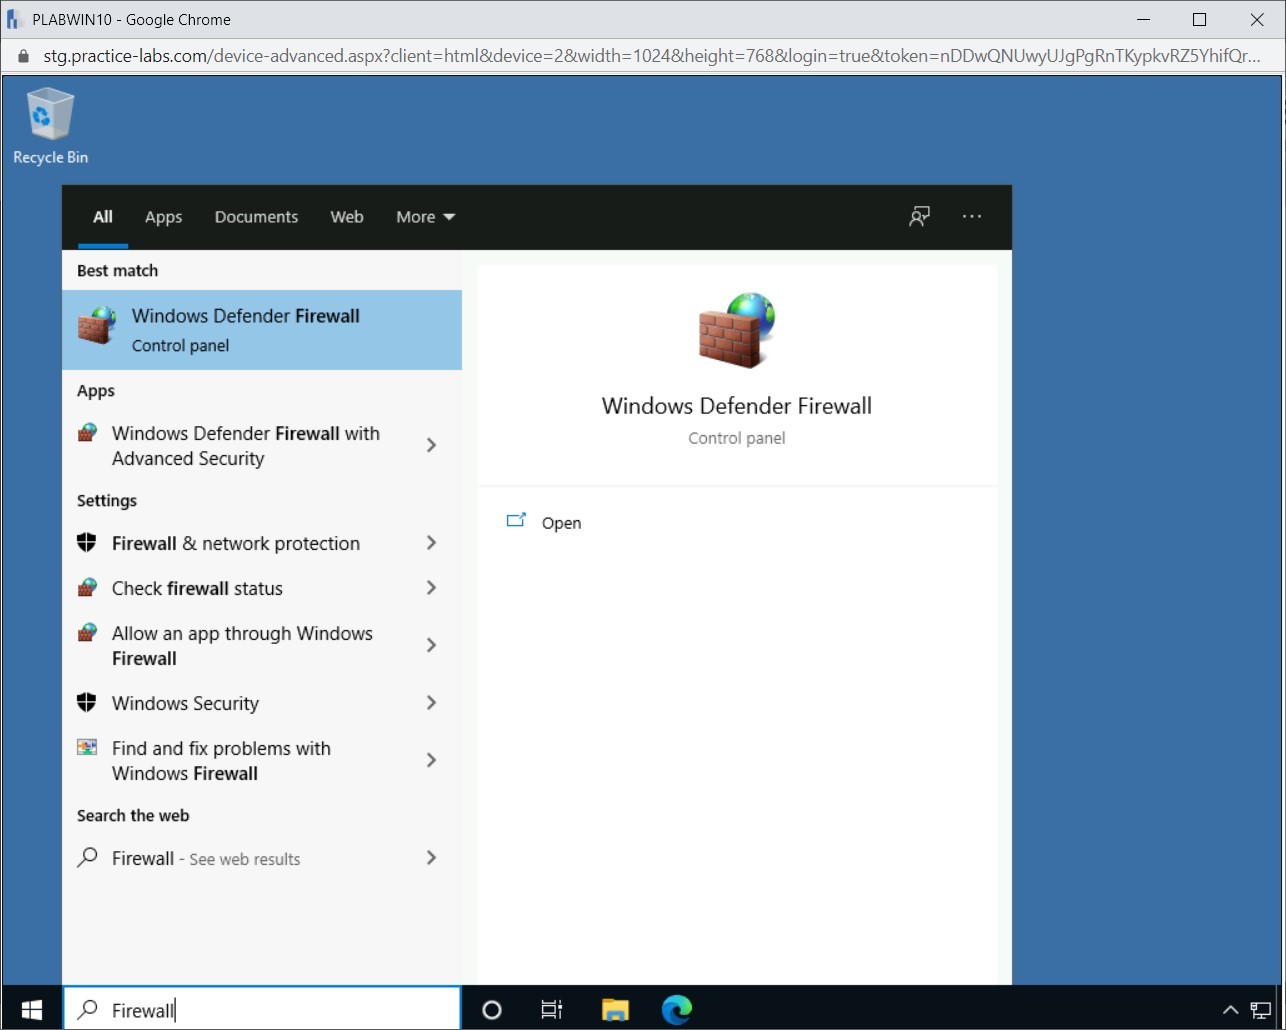 PLABWIN10 - Google Chrome
stg.practice-labs.com/device-advanced.aspx?client=html&device=2&width=1024&height=768&login=true&token=nDDwQNUwyUJgPgRnTKypkvRZ5YhifQr...
Recycle Bin
All Apps Documents Web More
Best match
Windows Defender Firewall
Control panel
Apps
Windows Defender Firewall with
Advanced Security
Settings
Firewall & network protection
Check firewall status
Allow an app through Windows
Firewall
Windows Security
Find and fix problems with
Windows Firewall
Search the web
Firewall - See web results
Windows Defender Firewall
Control panel
Open
Firewall